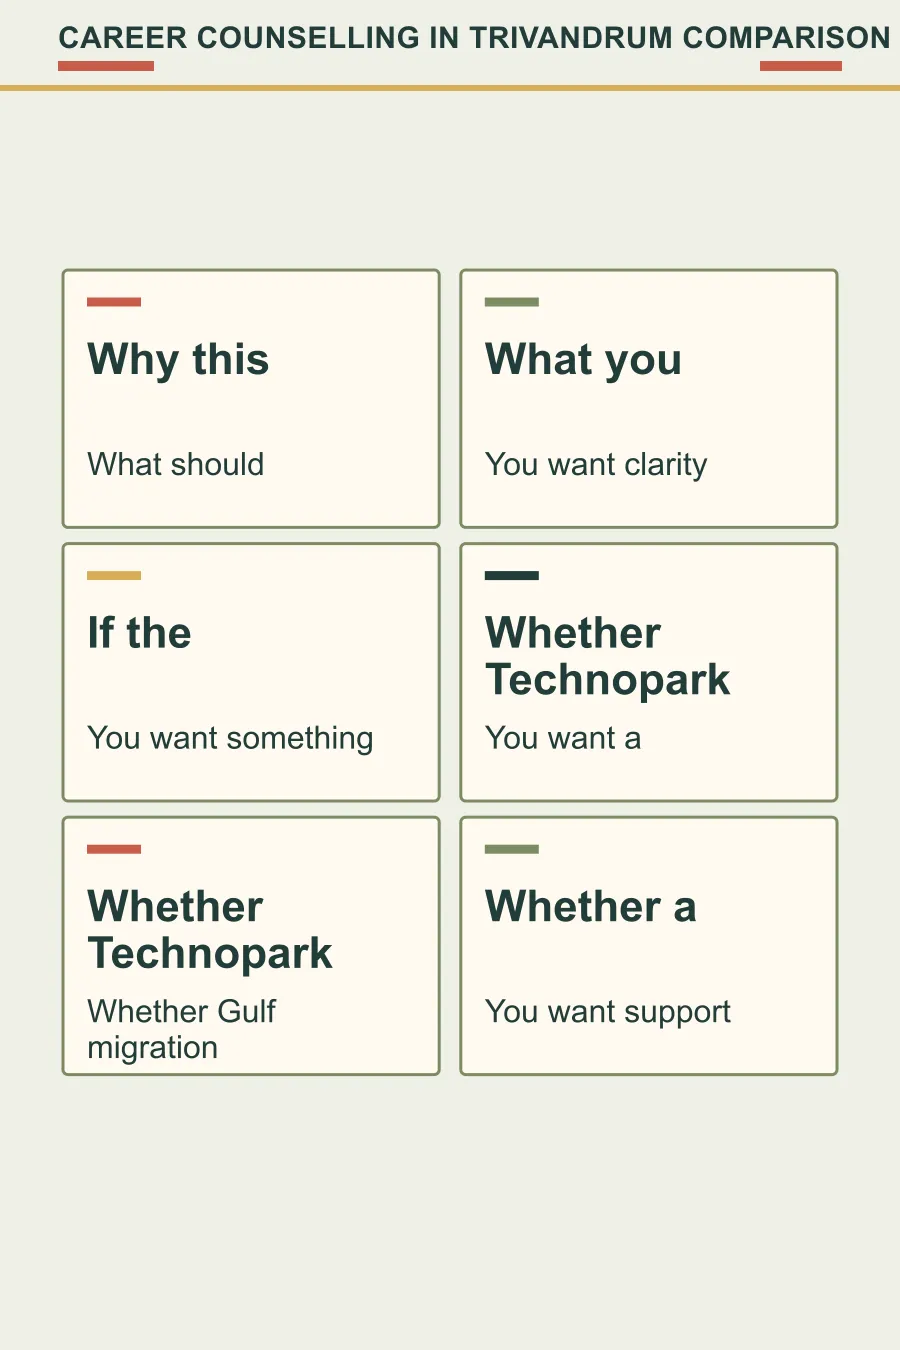 CAREER COUNSELLING IN TRIVANDRUM COMPARISON
Why this
What should
What you
You want clarity
If the
You want something
Whether
Technopark
You want a
Whether
Technopark
Whether Gulf
migration
Whether a
You want support